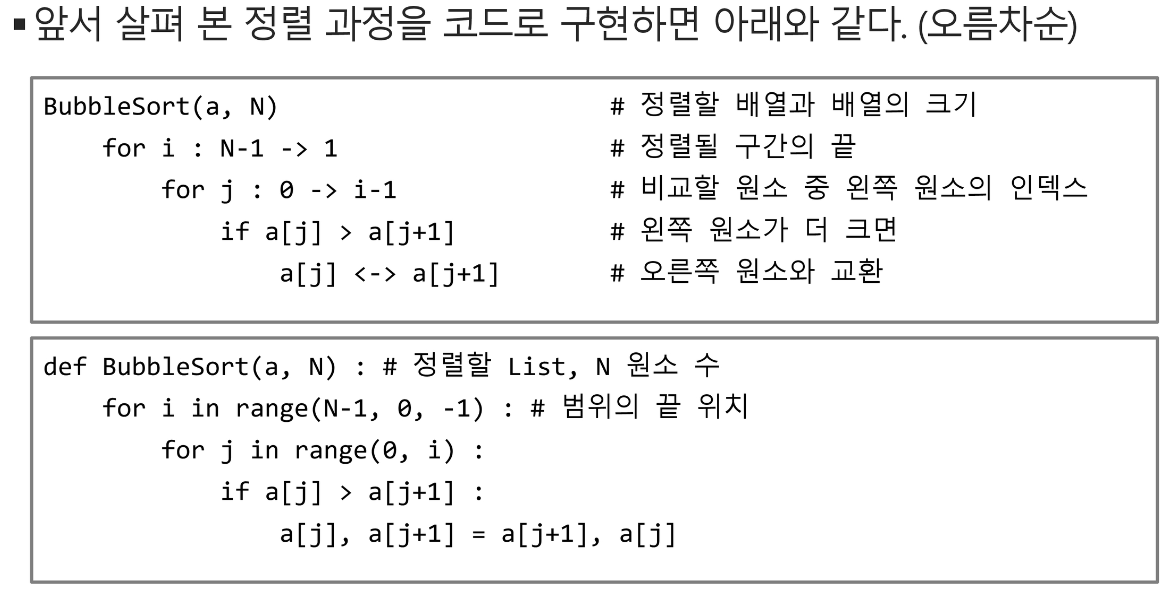 ▪ 앞서 살펴 본 정렬 과정을 코드로 구현하면 아래와 같다. (오름차순)
BubbleSort(a, N) # 정렬할 배열과 배열의 크기
    for i : N-1 -> 1 # 정렬될 구간의 끝
        for j : 0 -> i-1 # 비교할 원소 중 왼쪽 원소의 인덱스
            if a[j] > a[j+1] # 왼쪽 원소가 더 크면
                a[j] <-> a[j+1] # 오른쪽 원소와 교환
def BubbleSort(a, N) : # 정렬할 List, N 원소 수
    for i in range(N-1, 0, -1) : # 범위의 끝 위치
        for j in range(0, i) :
            if a[j] > a[j+1] :
                a[j], a[j+1] = a[j+1], a[j]